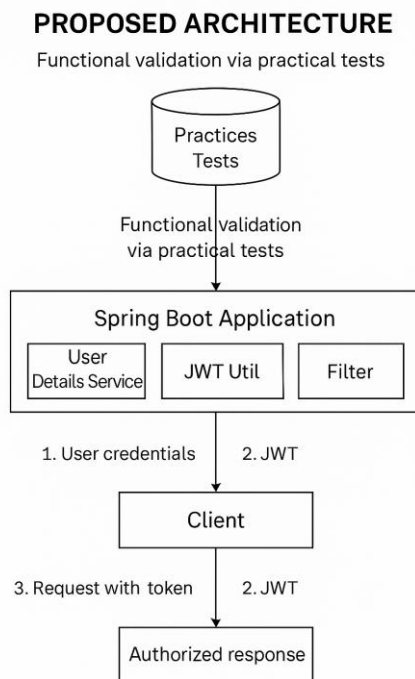 PROPOSED ARCHITECTURE
Functional validation via practical tests
Practices
Tests
Functional validation
via practical tests
Spring Boot Application
User
Details Service
JWT Util
Filter
1. User credentials
2. JWT
Client
3. Request with token
2. JWT
Authorized response